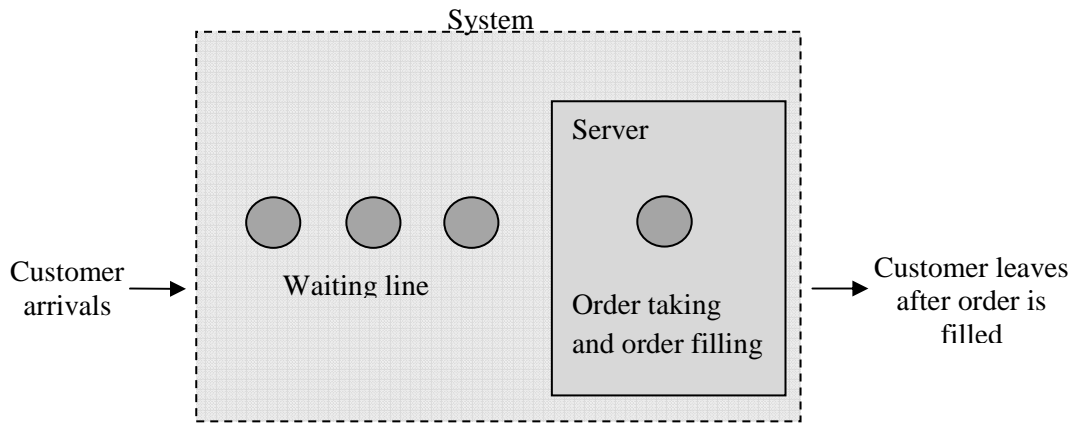 System
Server
Customer
arrivals
Waiting line
Order taking
and order filling
Customer leaves
after order is
filled